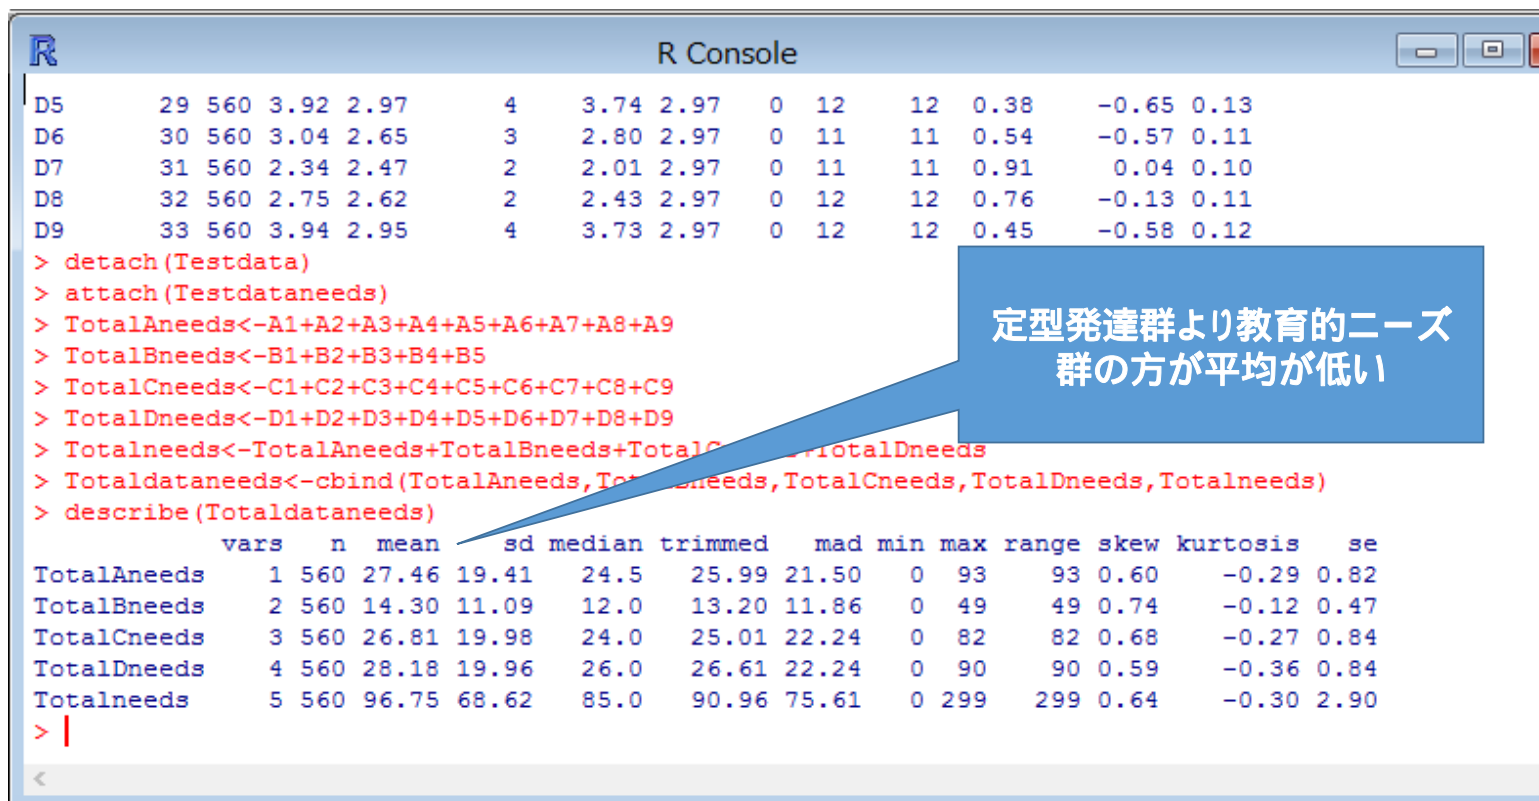 R Console
D5 29 560 3.92 2.97 4 3.74 2.97 0 12 12 0.38 -0.65 0.13
D6 30 560 3.04 2.65 3 2.80 2.97 0 11 11 0.54 -0.57 0.11
D7 31 560 2.34 2.47 2 2.01 2.97 0 11 11 0.91 0.04 0.10
D8 32 560 2.75 2.62 2 2.43 2.97 0 12 12 0.76 -0.13 0.11
D9 33 560 3.94 2.95 4 3.73 2.97 0 12 12 0.45 -0.58 0.12
> detach(Testdata)
> attach(Testdataneeds)
> TotalAneeds<-A1+A2+A3+A4+A5+A6+A7+A8+A9
> TotalBneeds<-B1+B2+B3+B4+B5
> TotalCneeds<-C1+C2+C3+C4+C5+C6+C7+C8+C9
> TotalDneeds<-D1+D2+D3+D4+D5+D6+D7+D8+D9
> Totalneeds<-TotalAneeds+TotalBneeds+TotalC +TotalDneeds
> Totaldataneeds<-cbind(TotalAneeds,Tot needs,TotalCneeds,TotalDneeds,Totalneeds)
> describe(Totaldataneeds)
vars n mean sd median trimmed mad min max range skew kurtosis se
TotalAneeds 1 560 27.46 19.41 24.5 25.99 21.50 0 93 93 0.60 -0.29 0.82
TotalBneeds 2 560 14.30 11.09 12.0 13.20 11.86 0 49 49 0.74 -0.12 0.47
TotalCneeds 3 560 26.81 19.98 24.0 25.01 22.24 0 82 82 0.68 -0.27 0.84
TotalDneeds 4 560 28.18 19.96 26.0 26.61 22.24 0 90 90 0.59 -0.36 0.84
Totalneeds 5 560 96.75 68.62 85.0 90.96 75.61 0 299 299 0.64 -0.30 2.90
>
定型発達群より教育的ニーズ
群の方が平均が低い